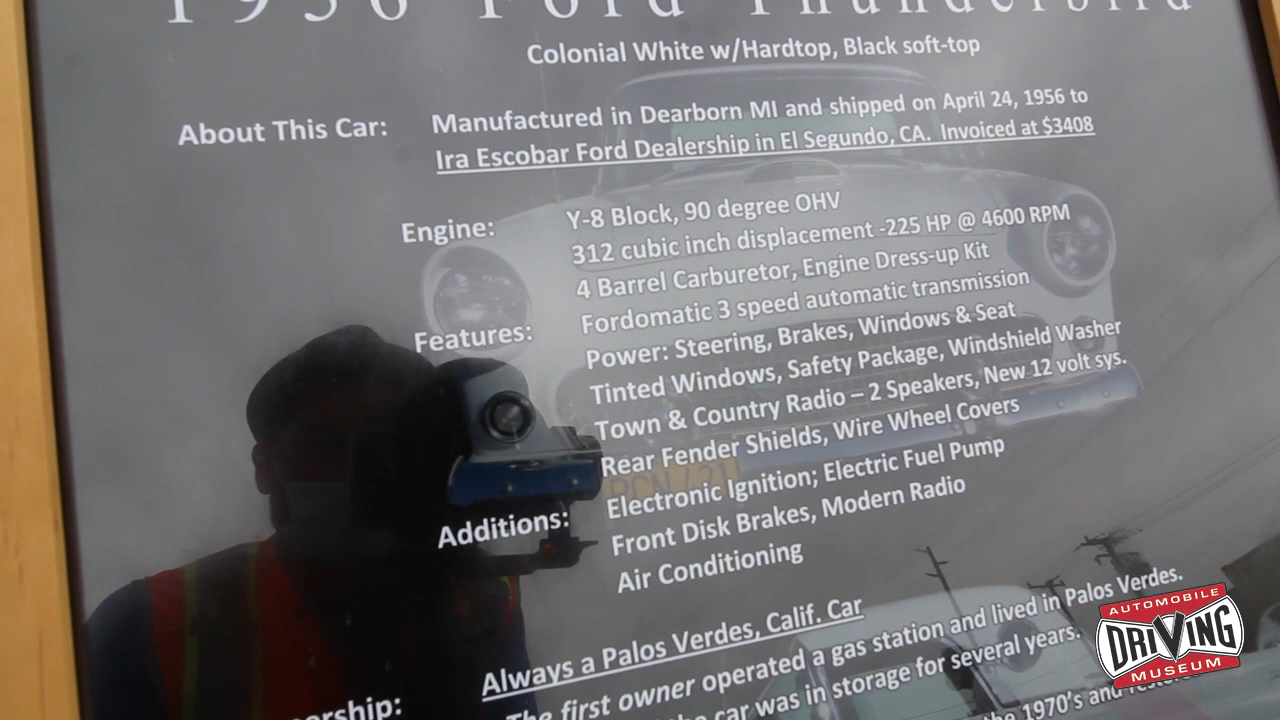 1956 Ford Thunderbird
Colonial White w/Hardtop, Black soft-top
About This Car: Manufactured in Dearborn MI and shipped on April 24, 1956 to
Ira Escobar Ford Dealership in El Segundo, CA. Invoiced at $3408
Engine: Y-8 Block, 90 degree OHV
312 cubic inch displacement -225 HP @ 4600 RPM
4 Barrel Carburetor, Engine Dress-up Kit
Features: Fordomatic 3 speed automatic transmission
Power: Steering, Brakes, Windows & Seat
Tinted Windows, Safety Package, Windshield Washer
Town & Country Radio – 2 Speakers, New 12 volt sys.
Rear Fender Shields, Wire Wheel Covers
Additions: Electronic Ignition; Electric Fuel Pump
Front Disk Brakes, Modern Radio
Air Conditioning
Always a Palos Verdes, Calif. Car
The first owner operated a gas station and lived in Palos Verdes.
the car was in storage for several years.
the 1970's and
AUTOMOBILE
DRIVING
MUSEUM